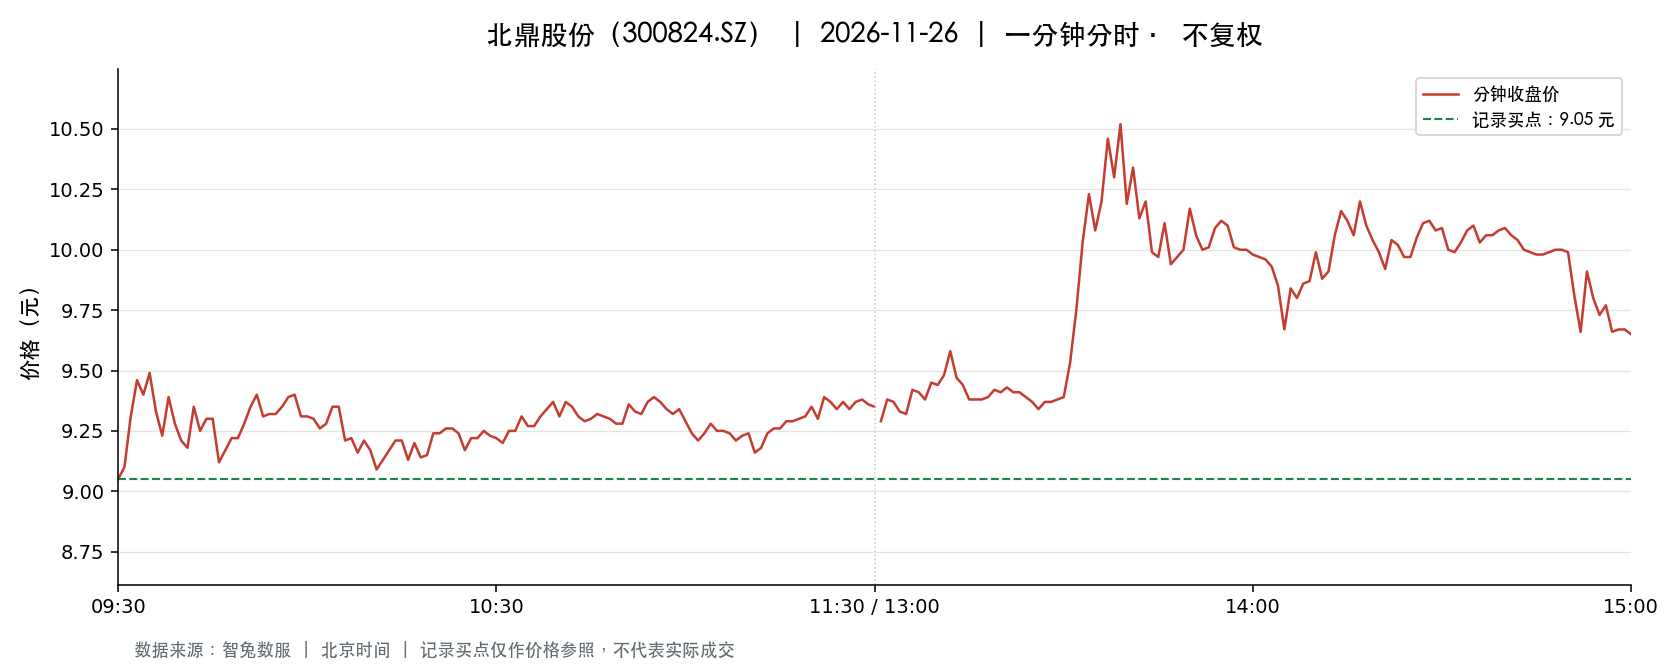 北鼎股份（300824.SZ） | 2026-11-26 | 一分钟分时 · 不复权
分钟收盘价
记录买点：9.05 元
价格（元）
10.50
10.25
10.00
9.75
9.50
9.25
9.00
8.75
09:30
10:30
11:30 / 13:00
14:00
15:00
数据来源：智兔数服 | 北京时间 | 记录买点仅作价格参照，不代表实际成交